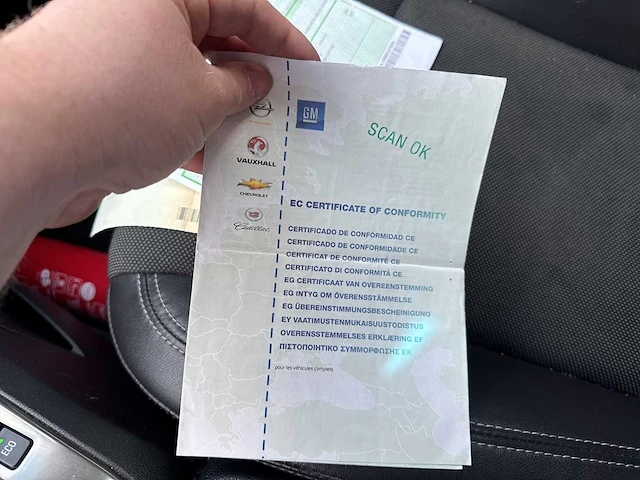 GM
SCAN OK
VAUXHALL
CHEVROLET
Cadillac
EC CERTIFICATE OF CONFORMITY
CERTIFICADO DE CONFORMIDAD CE
CERTIFICADO DE CONFORMIDADE CE
CERTIFICAT DE CONFORMITÉ CE
CERTIFICATO DI CONFORMITÀ CE
EG CERTIFICAAT VAN OVEREENSTEMMING
EG INTYG OM ÖVERENSSTÄMMELSE
EG ÜBEREINSTIMMUNGSBESCHEINIGUNG
EY VAATIMUSTENMUKAISUUSTODISTUS
OVERENSSTEMMELSES ERKLÆRING EF
ΠΙΣΤΟΠΟΙΗΤΙΚΟ ΣΥΜΜΟΡΦΩΣΗΣ ΕΚ
pour les véhicules complets
ECO